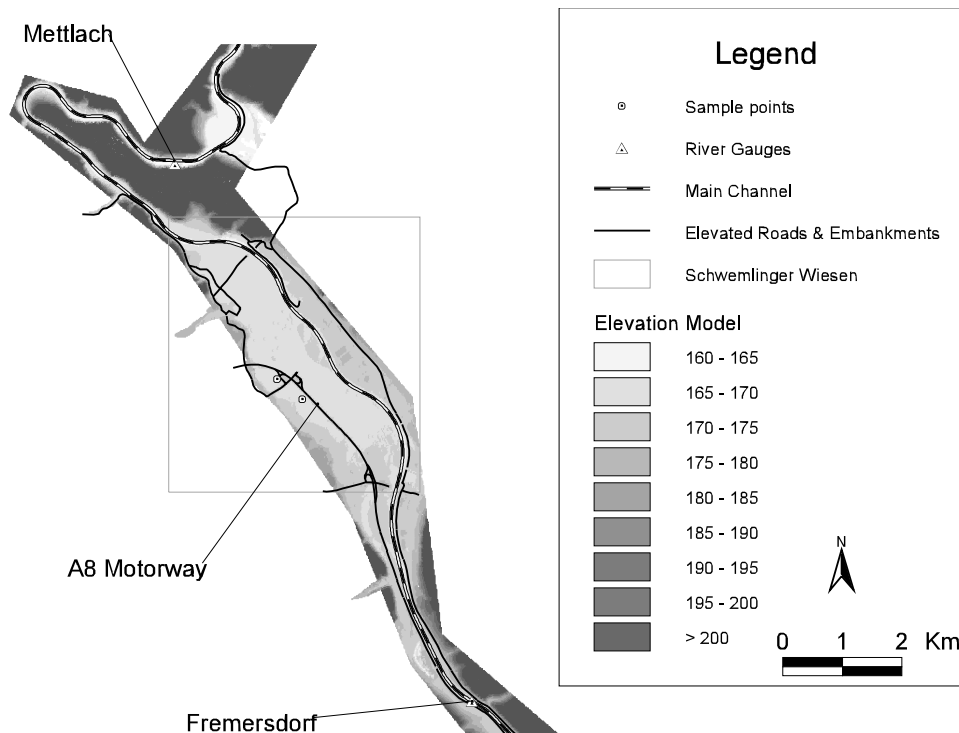 Mettlach
A8 Motorway
Fremersdorf
Legend
Sample points
River Gauges
Main Channel
Elevated Roads & Embankments
Schwemlinger Wiesen
Elevation Model
160 - 165
165 - 170
170 - 175
175 - 180
180 - 185
185 - 190
190 - 195
195 - 200
> 200
N
0 1 2 Km